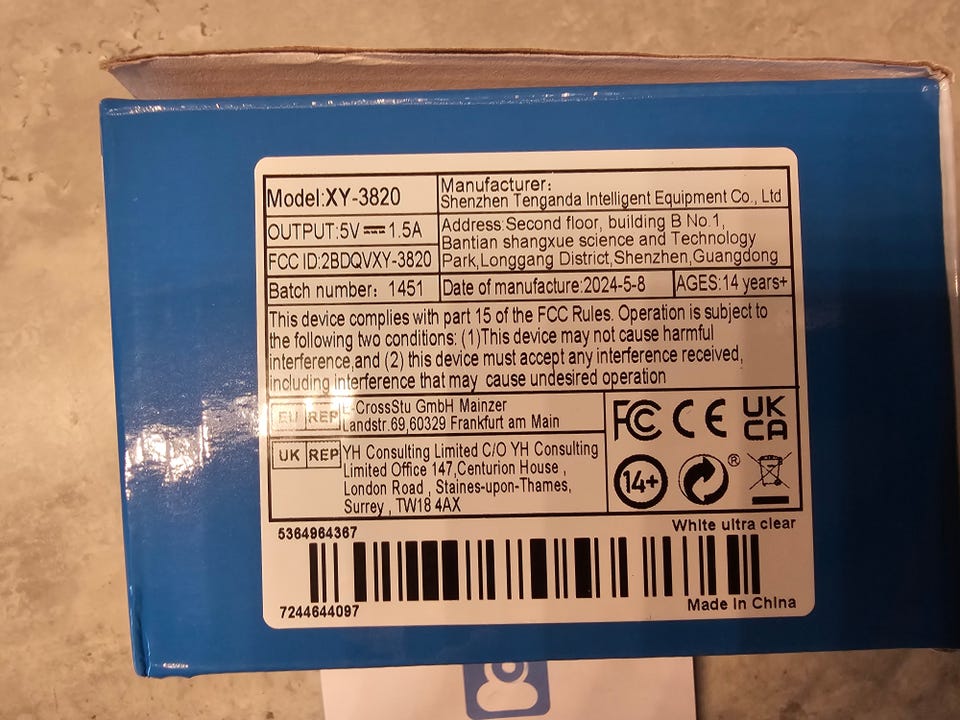 Model:XY-3820
Manufacturer:
Shenzhen Tenganda Intelligent Equipment Co., Ltd
OUTPUT:5V⎓1.5A
Address:Second floor, building B No.1,
Bantian shangxue science and Technology
Park,Longgang District,Shenzhen,Guangdong
FCC ID:2BDQVXY-3820
Batch number: 1451
Date of manufacture:2024-5-8
AGES:14 years+
This device complies with part 15 of the FCC Rules. Operation is subject to
the following two conditions: (1)This device may not cause harmful
interference,and (2) this device must accept any interference received,
including interference that may cause undesired operation
EU REP
E-CrossStu GmbH Mainzer
Landstr.69,60329 Frankfurt am Main
UK REP
YH Consulting Limited C/O YH Consulting
Limited Office 147,Centurion House ,
London Road , Staines-upon-Thames,
Surrey , TW18 4AX
FC CE UK
CA
14+ ®
5364964367
White ultra clear
7244644097
Made In China